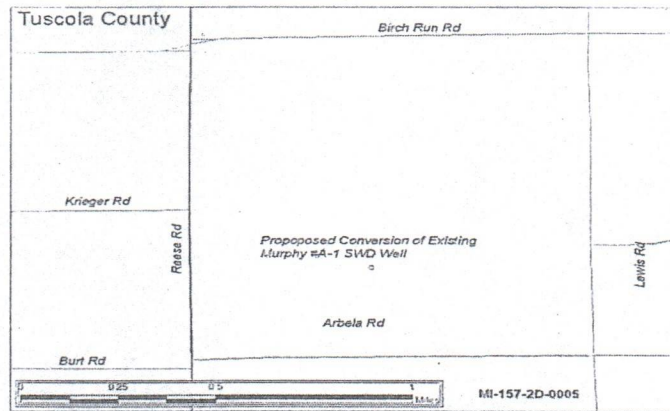 Tuscola County
Birch Run Rd
Krieger Rd
Reese Rd
Propoposed Conversion of Existing
Murphy #A-1 SWD Well
Lewis Rd
Arbela Rd
Burt Rd
0 0.25 0.5 1
Miles
MI-157-2D-0005